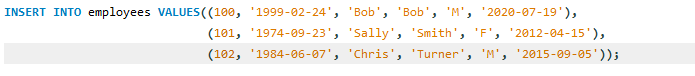 INSERT INTO employees VALUES((100, '1999-02-24', 'Bob', 'Bob', 'M', '2020-07-19'),
(101, '1974-09-23', 'Sally', 'Smith', 'F', '2012-04-15'),
(102, '1984-06-07', 'Chris', 'Turner', 'M', '2015-09-05'));